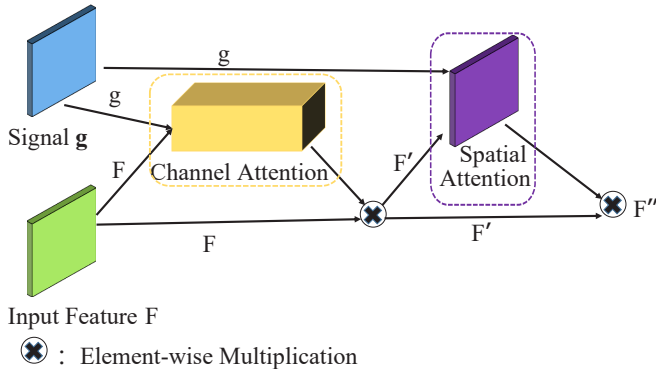 g
g
Signal g
F
Channel Attention
F′
Spatial
Attention
F
F′
F″
Input Feature F
: Element-wise Multiplication